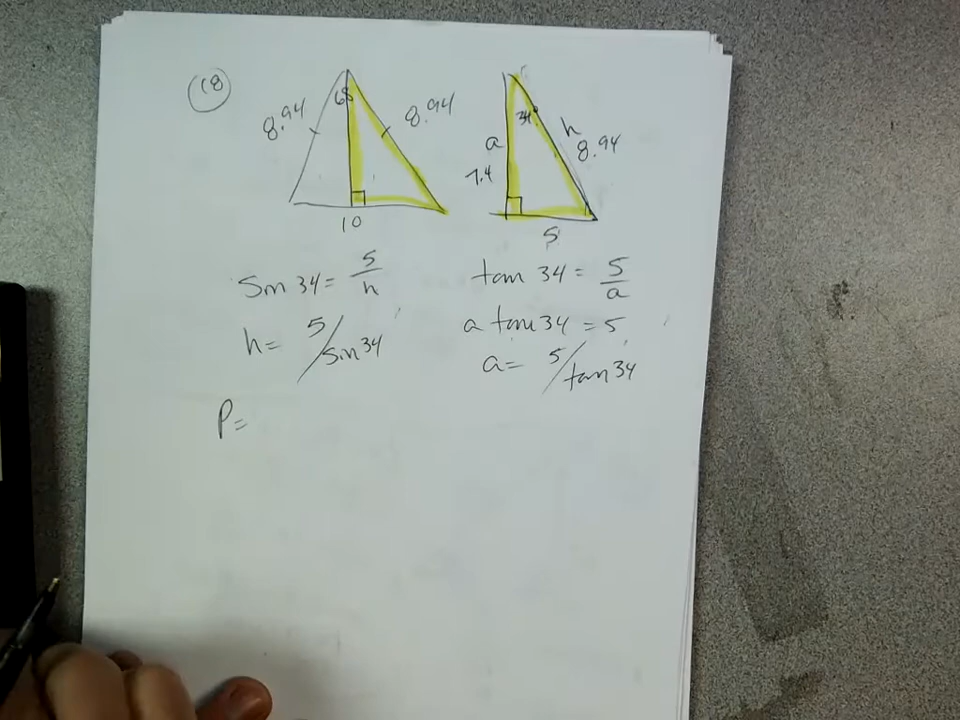 18
68
8.94
8.94
10
34°
a
h
8.94
7.4
5
sin 34 = 5/h
h = 5/sin 34
tan 34 = 5/a
a tan 34 = 5
a = 5/tan 34
P=